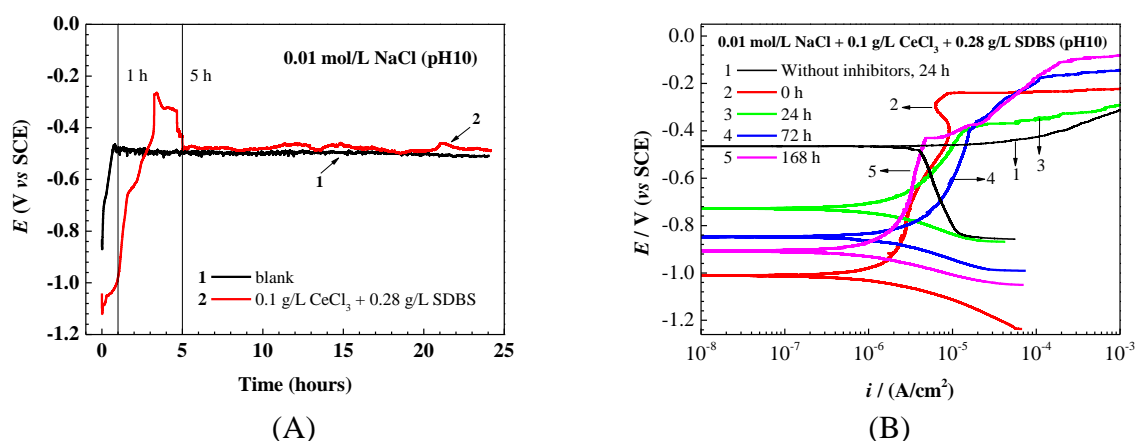 0.01 mol/L NaCl (pH10)
1 h
5 h
2
1
1 blank
2 0.1 g/L CeCl3 + 0.28 g/L SDBS
E (V vs SCE)
0.0
-0.2
-0.4
-0.6
-0.8
-1.0
-1.2
0 5 10 15 20 25
Time (hours)
(A)
0.01 mol/L NaCl + 0.1 g/L CeCl3 + 0.28 g/L SDBS (pH10)
1 Without inhibitors, 24 h
2 0 h
3 24 h
4 72 h
5 168 h
2
5
4
1
3
E / V (vs SCE)
0.0
-0.2
-0.4
-0.6
-0.8
-1.0
-1.2
10-8 10-7 10-6 10-5 10-4 10-3
i / (A/cm2)
(B)